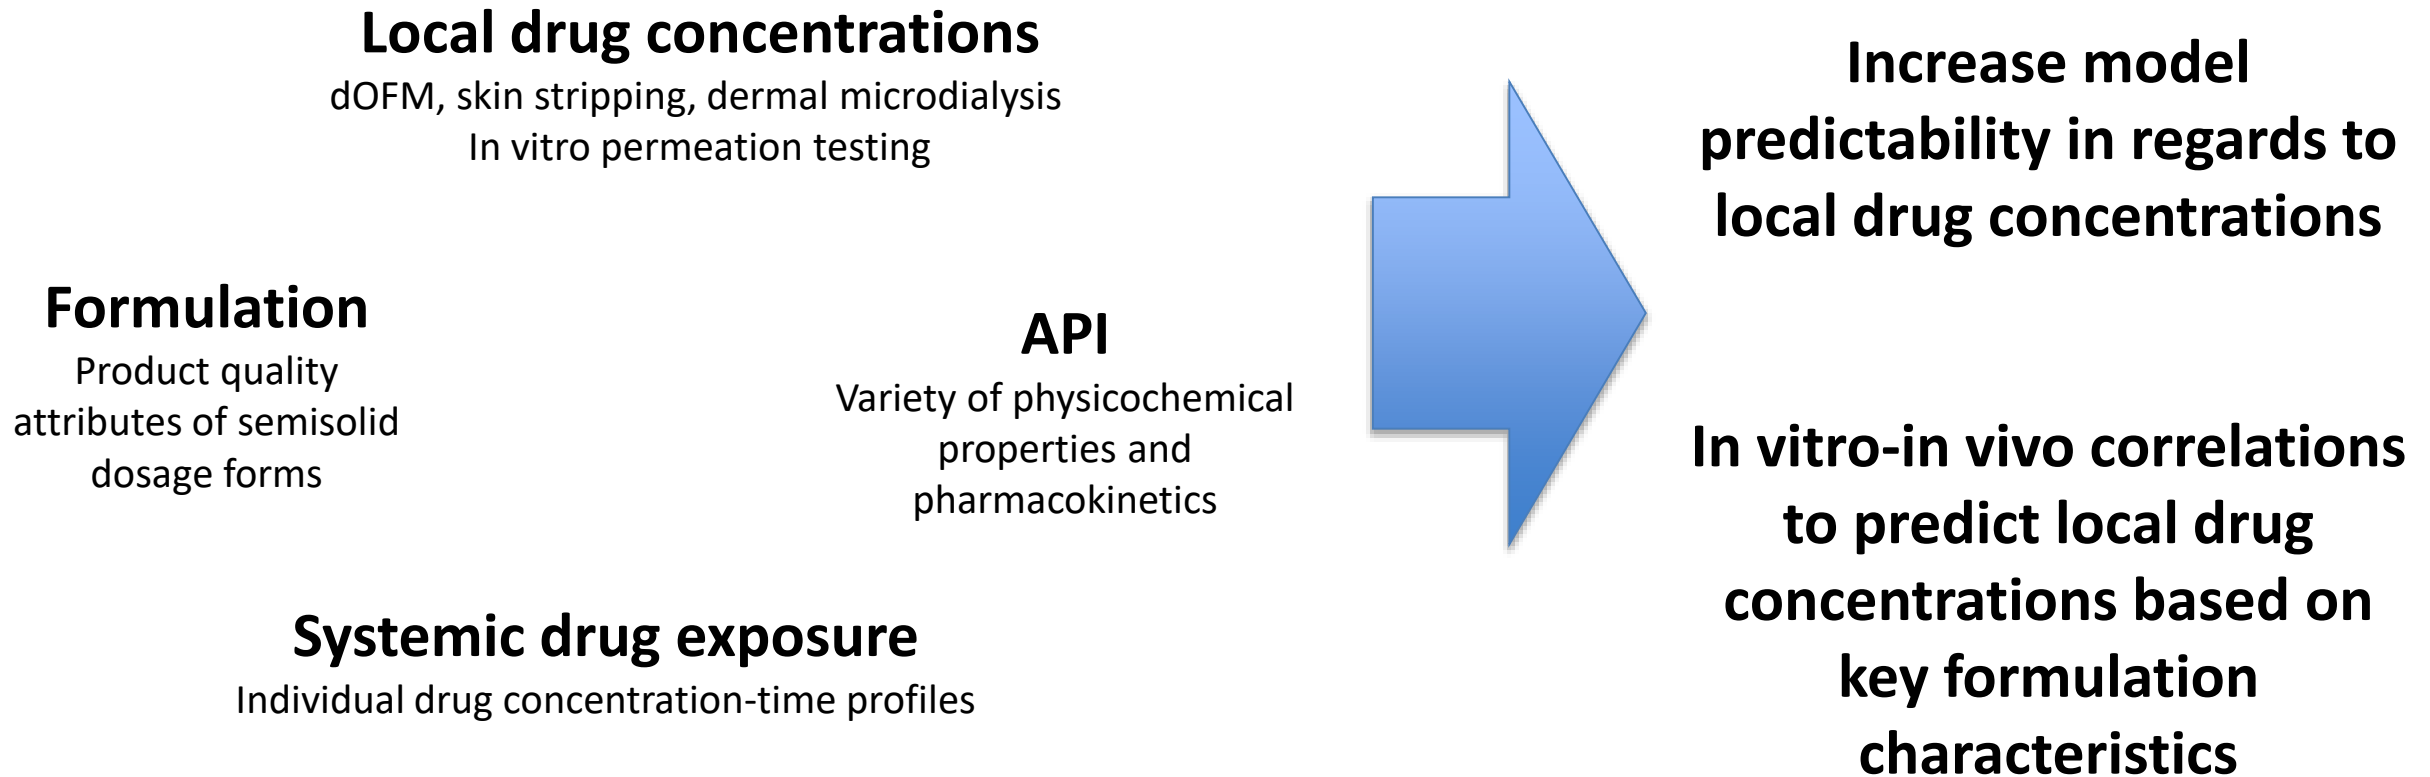 Local drug concentrations
dOFM, skin stripping, dermal microdialysis
In vitro permeation testing
Formulation
Product quality
attributes of semisolid
dosage forms
API
Variety of physicochemical
properties and
pharmacokinetics
Systemic drug exposure
Individual drug concentration-time profiles
Increase model
predictability in regards to
local drug concentrations
In vitro-in vivo correlations
to predict local drug
concentrations based on
key formulation
characteristics